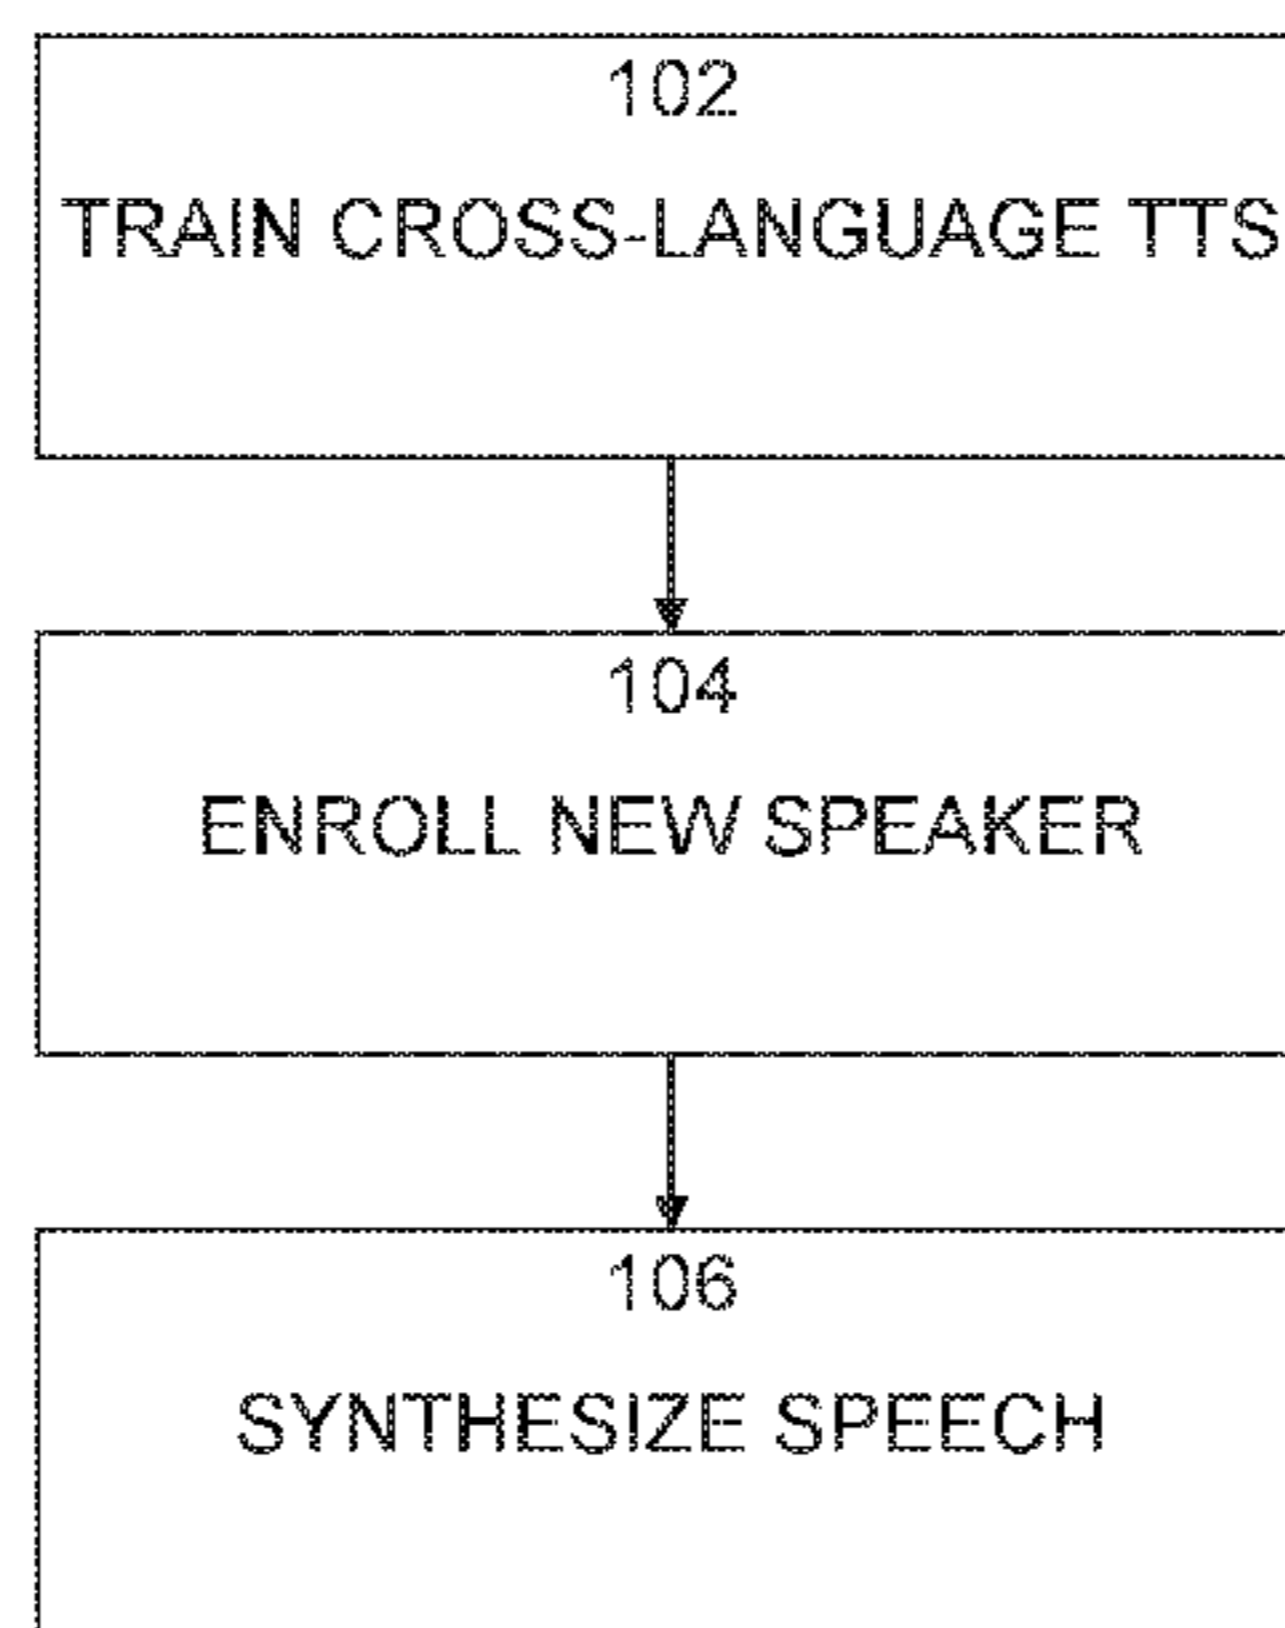 102
TRAIN CROSS-LANGUAGE TTS
104
ENROLL NEW SPEAKER
106
SYNTHESIZE SPEECH